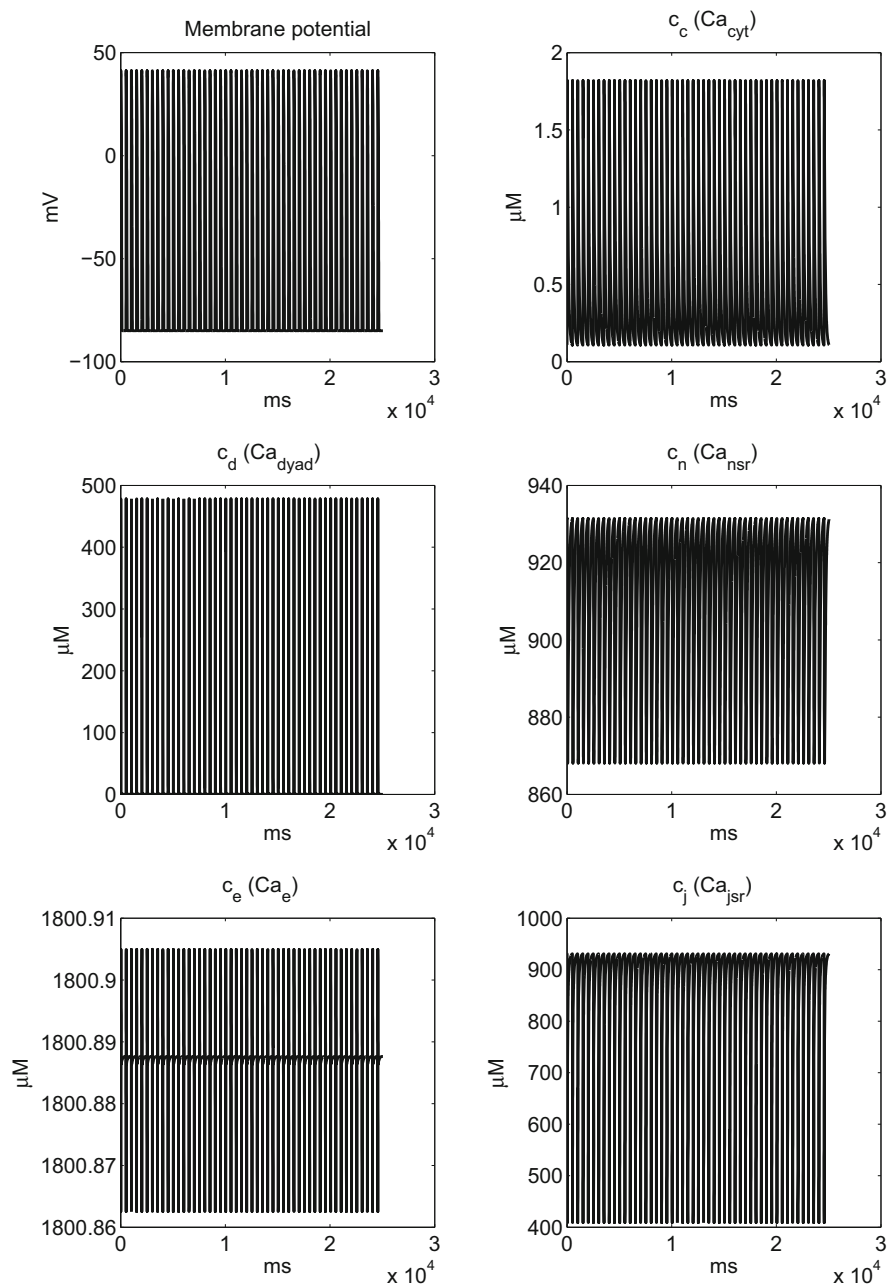 Membrane potential
50
0
−50
−100
mV
0 1 2 3
ms
x 10^4
c_c (Ca_cyt)
2
1.5
1
0.5
0
μM
0 1 2 3
ms
x 10^4
c_d (Ca_dyad)
500
400
300
200
100
0
μM
0 1 2 3
ms
x 10^4
c_n (Ca_nsr)
940
920
900
880
860
μM
0 1 2 3
ms
x 10^4
c_e (Ca_e)
1800.91
1800.9
1800.89
1800.88
1800.87
1800.86
μM
0 1 2 3
ms
x 10^4
c_j (Ca_jsr)
1000
900
800
700
600
500
400
μM
0 1 2 3
ms
x 10^4